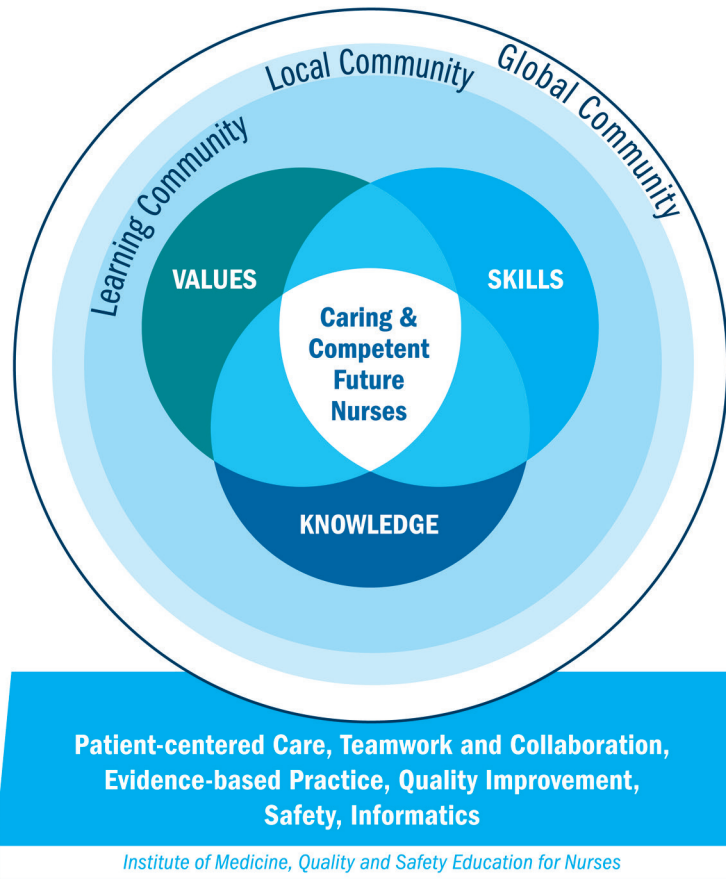 Global Community
Local Community
Learning Community
VALUES
SKILLS
Caring &
Competent
Future
Nurses
KNOWLEDGE
Patient-centered Care, Teamwork and Collaboration,
Evidence-based Practice, Quality Improvement,
Safety, Informatics
Institute of Medicine, Quality and Safety Education for Nurses